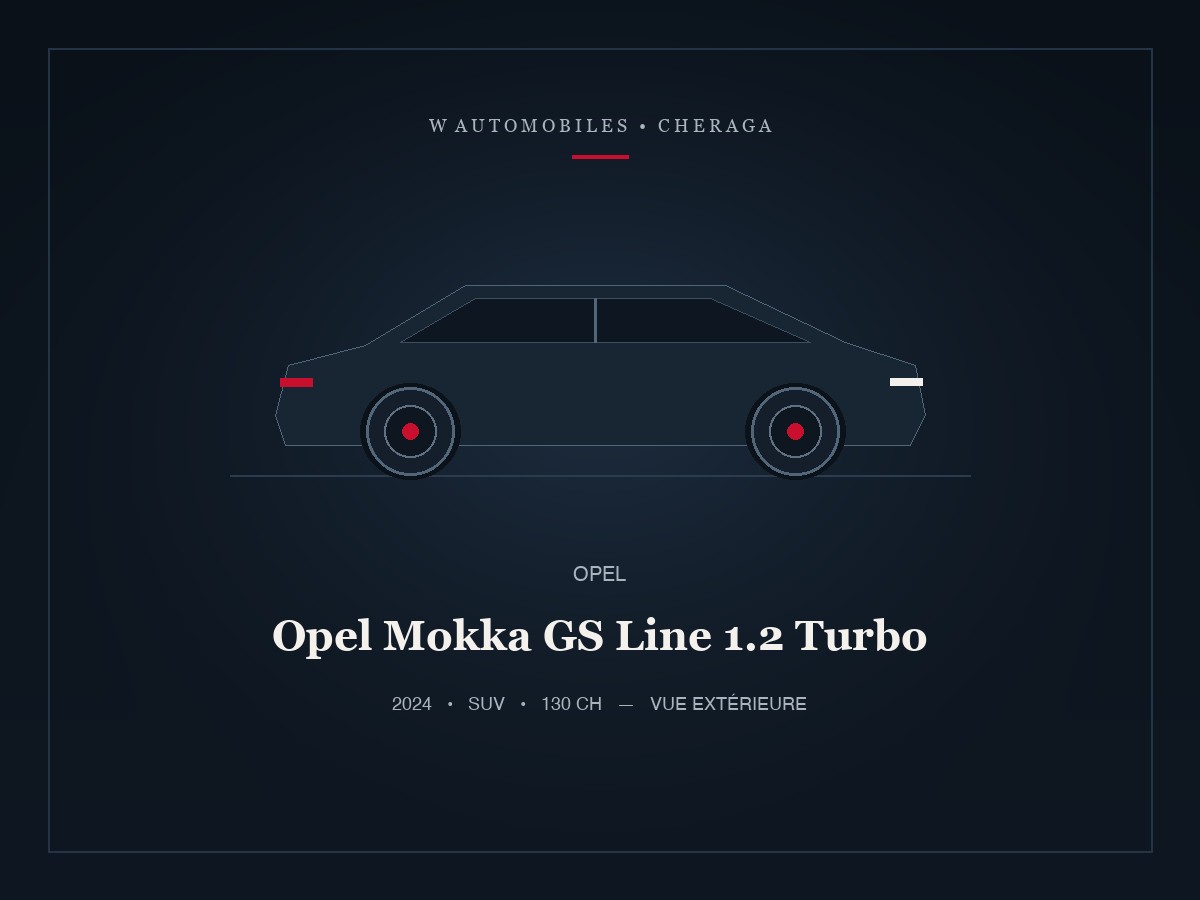 W AUTOMOBILES • CHERAGA
OPEL
Opel Mokka GS Line 1.2 Turbo
2024 • SUV • 130 CH — VUE EXTÉRIEURE